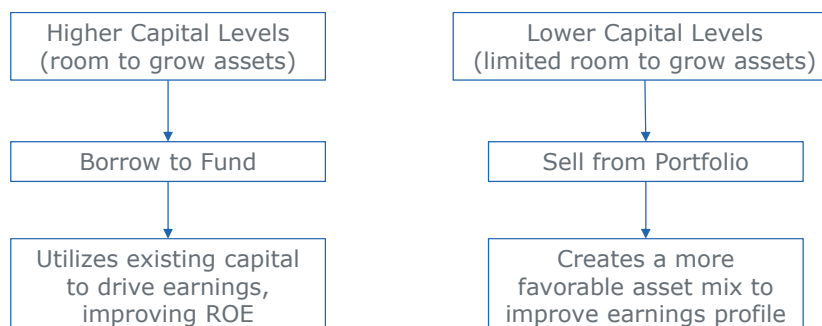 Higher Capital Levels
(room to grow assets)
Borrow to Fund
Utilizes existing capital
to drive earnings,
improving ROE
Lower Capital Levels
(limited room to grow assets)
Sell from Portfolio
Creates a more
favorable asset mix to
improve earnings profile